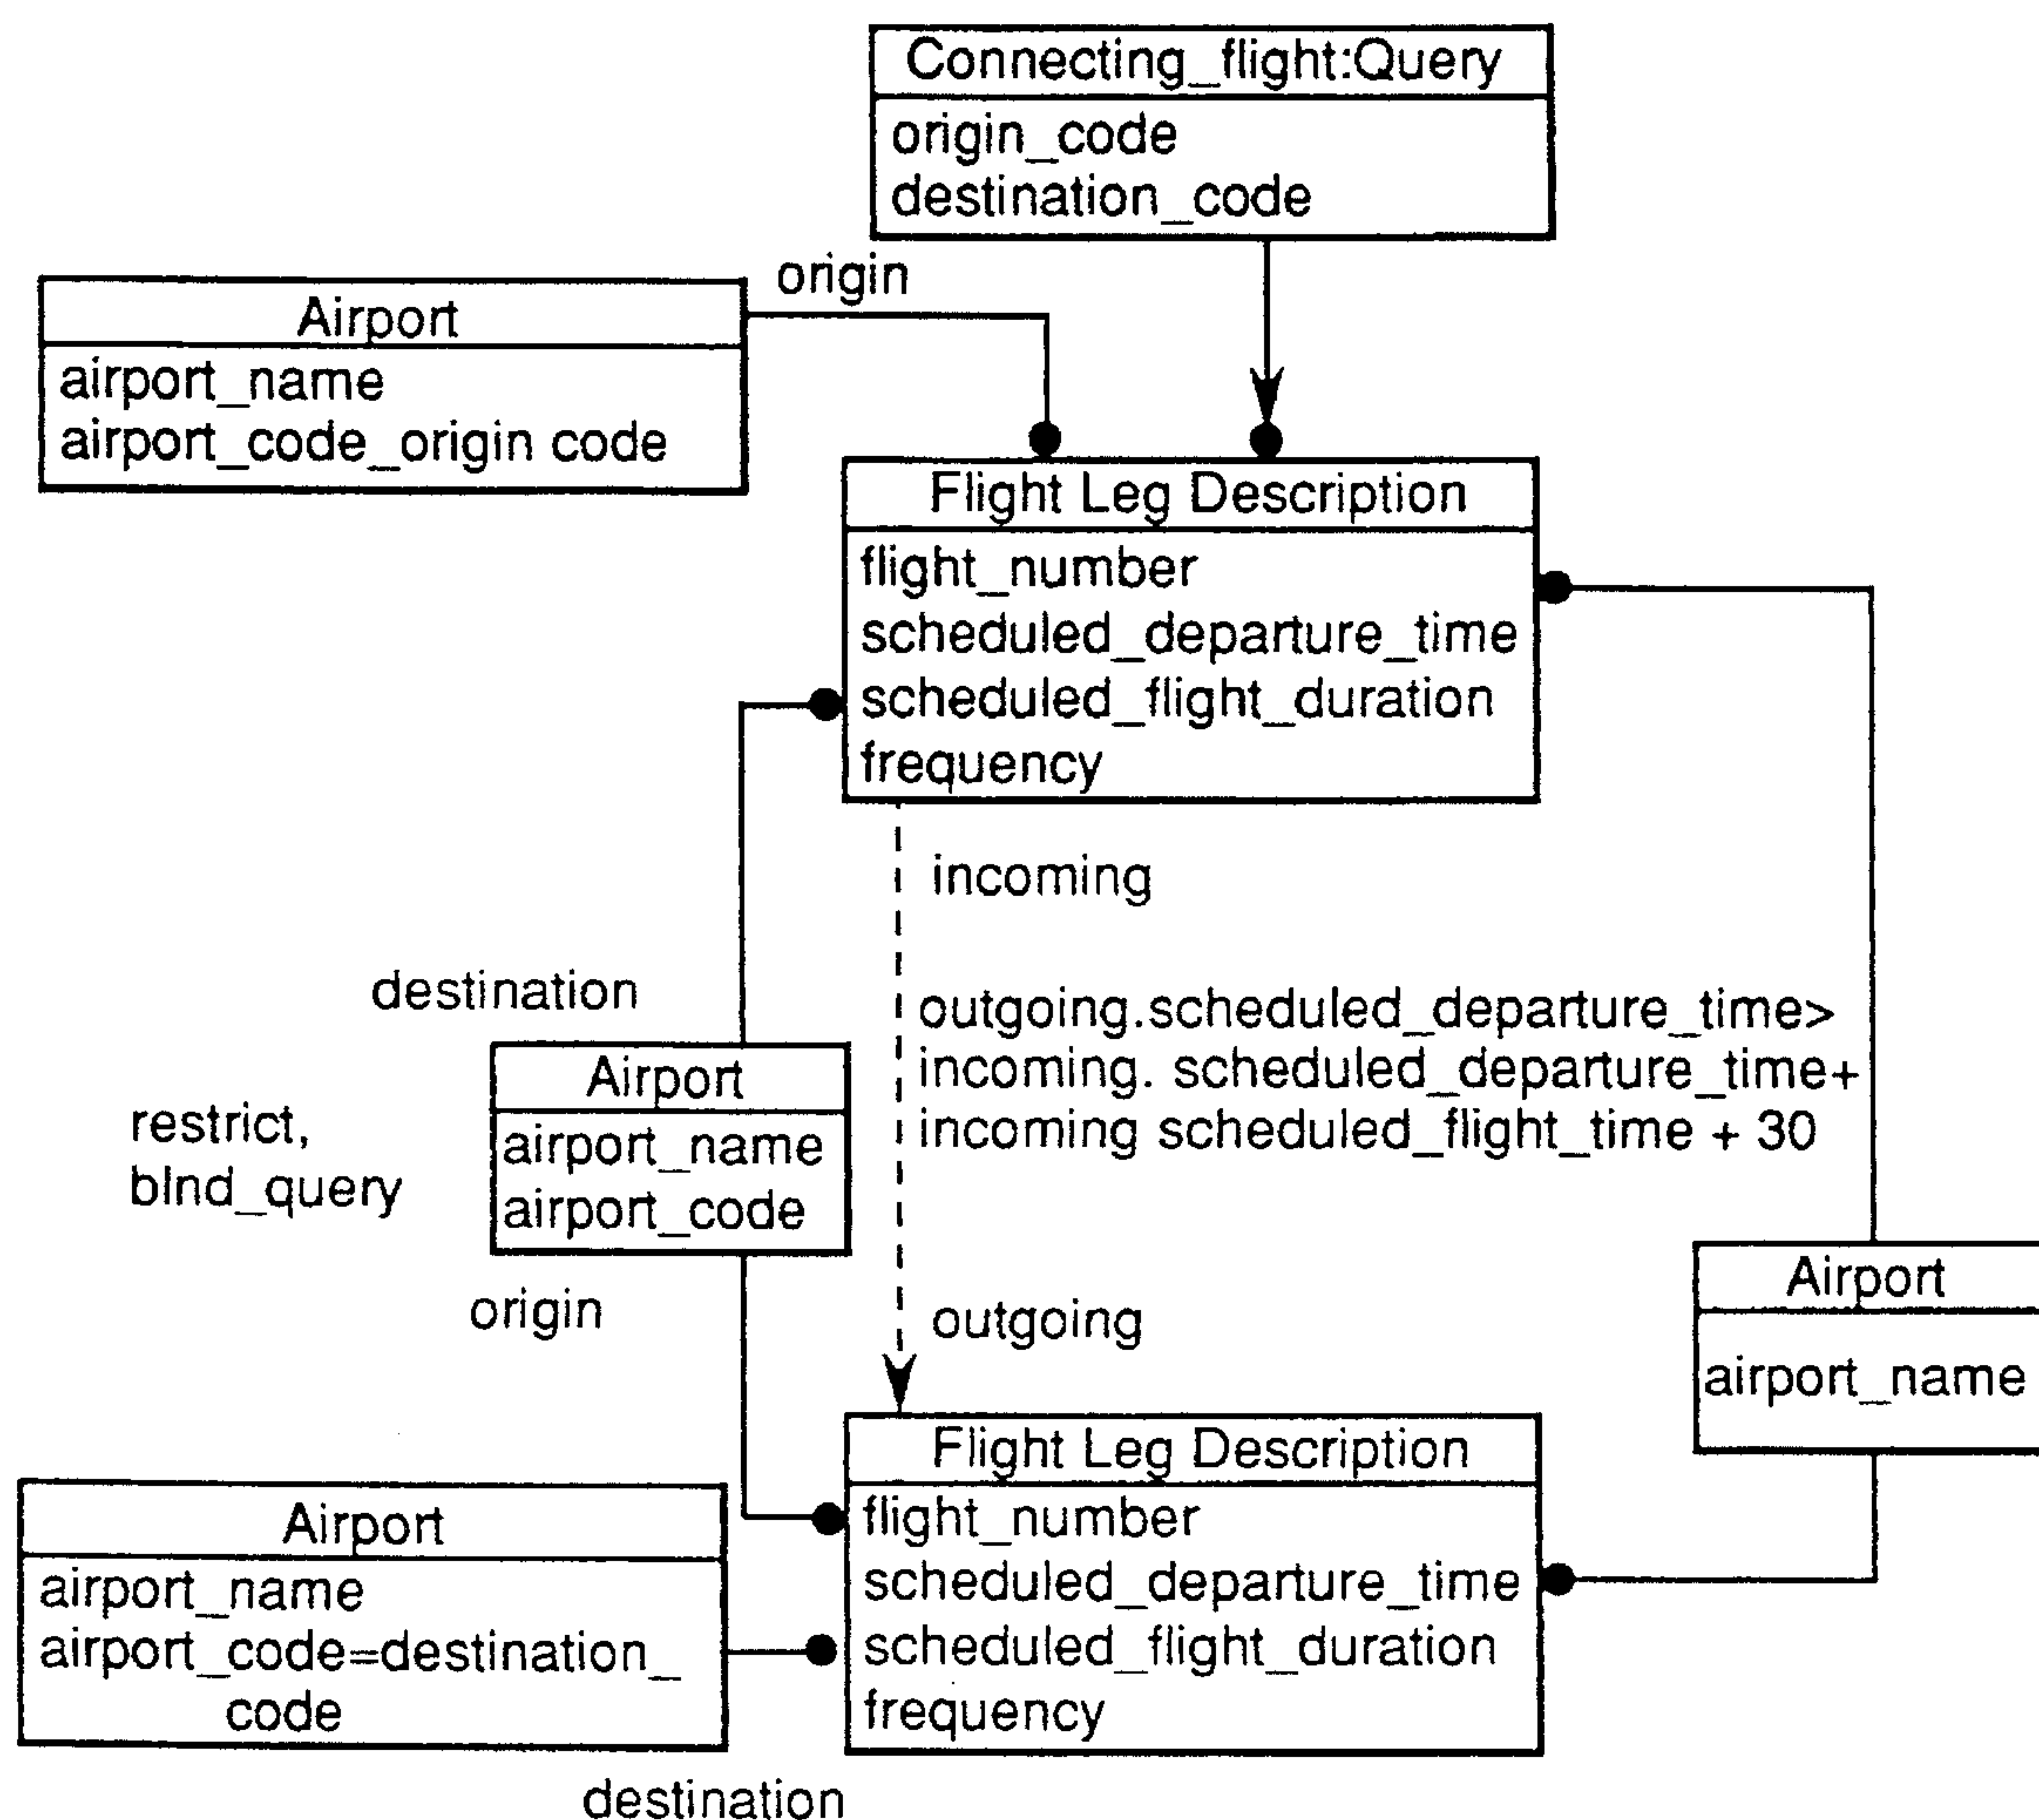 Connecting_flight:Query
origin_code
destination_code
origin
Airport
airport_name
airport_code_origin code
Flight Leg Description
flight_number
scheduled_departure_time
scheduled_flight_duration
frequency
incoming
destination
outgoing.scheduled_departure_time>
incoming. scheduled_departure_time+
incoming scheduled_flight_time + 30
Airport
airport_name
airport_code
restrict,
blnd_query
origin
outgoing
Airport
airport_name
Flight Leg Description
flight_number
scheduled_departure_time
scheduled_flight_duration
frequency
Airport
airport_name
airport_code=destination_
code
destination